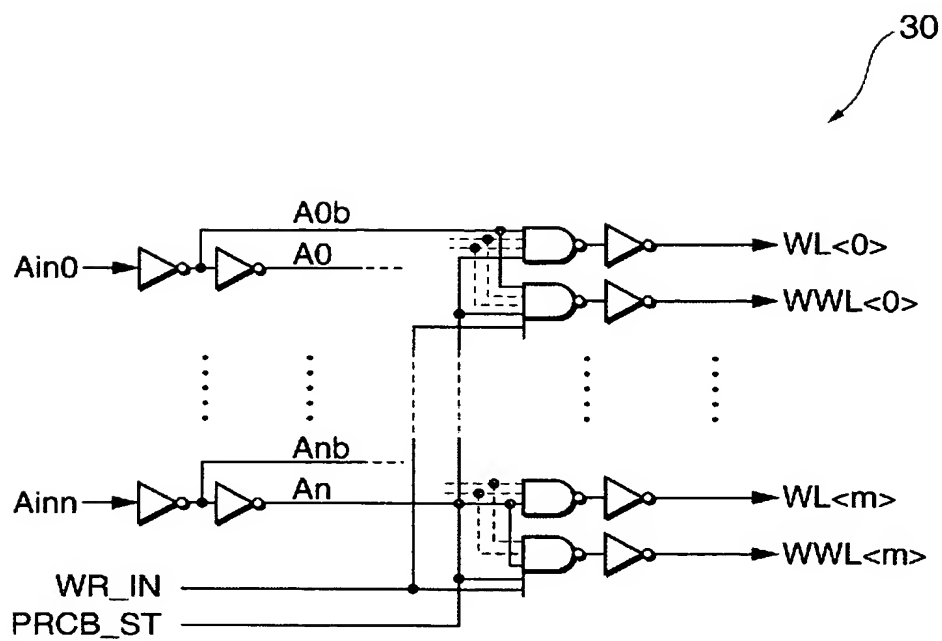 30
A0b
Ain0
A0
WL<0>
WWL<0>
Anb
Ainn
An
WL<m>
WWL<m>
WR_IN
PRCB_ST